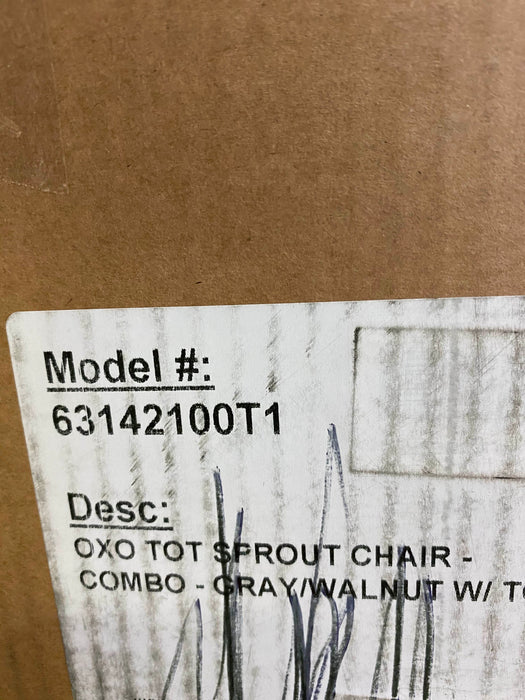 Model #:
63142100T1
Desc:
OXO TOT SPROUT CHAIR -
COMBO - GRAY/WALNUT W/